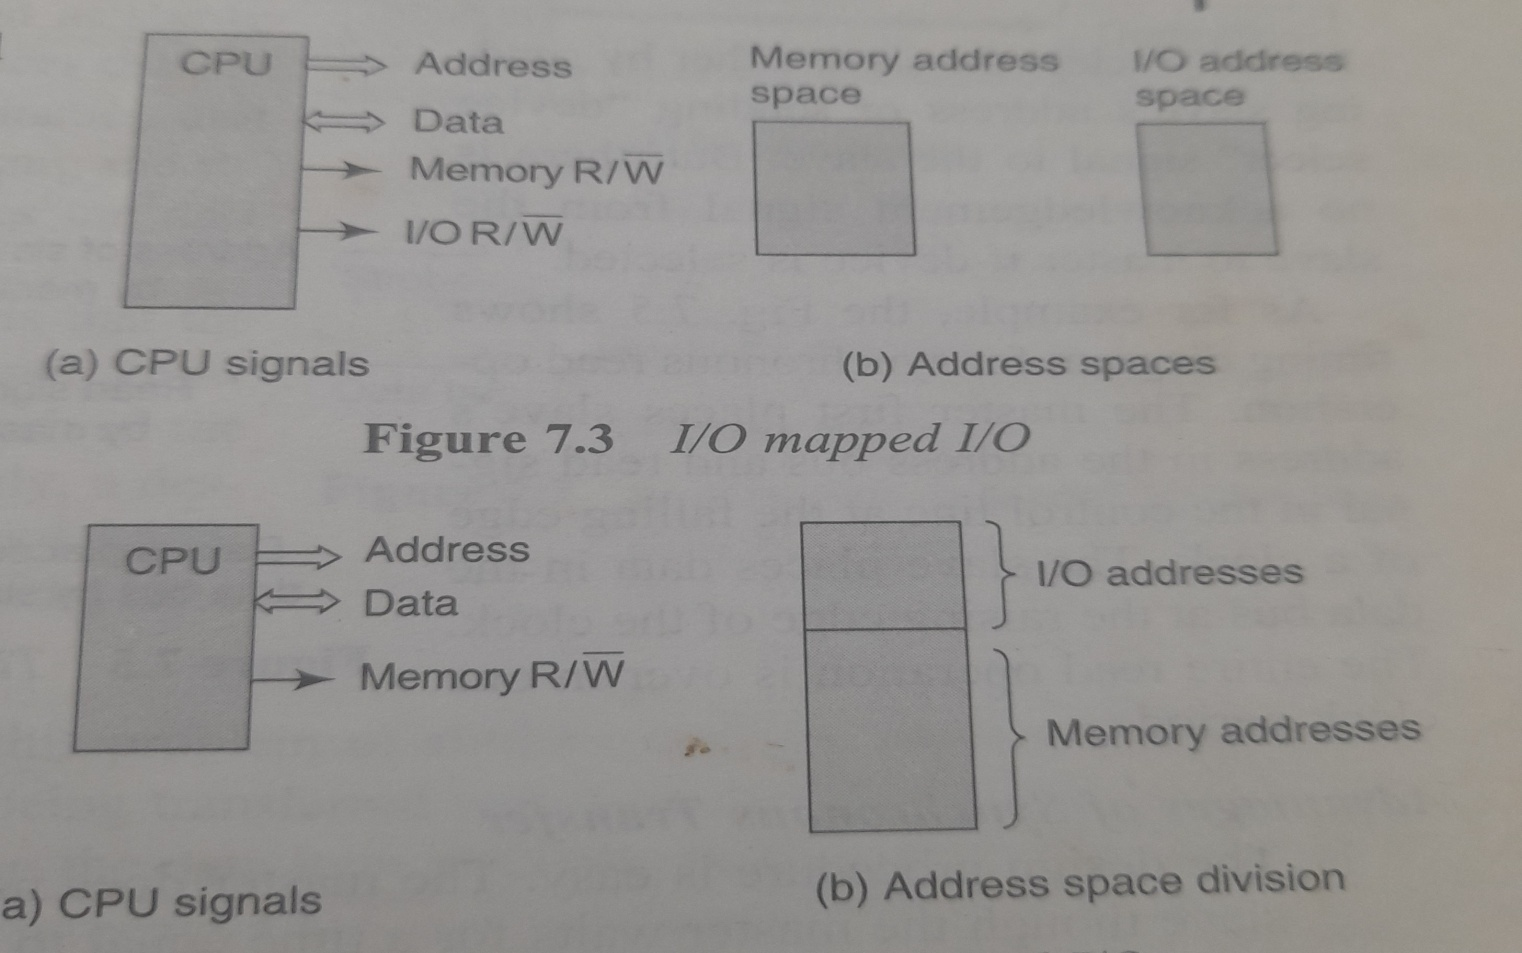 CPU
Address
Data
Memory R/W̅
I/O R/W̅
(a) CPU signals
Memory address
space
I/O address
space
(b) Address spaces
Figure 7.3 I/O mapped I/O
CPU
Address
Data
Memory R/W̅
a) CPU signals
I/O addresses
Memory addresses
(b) Address space division